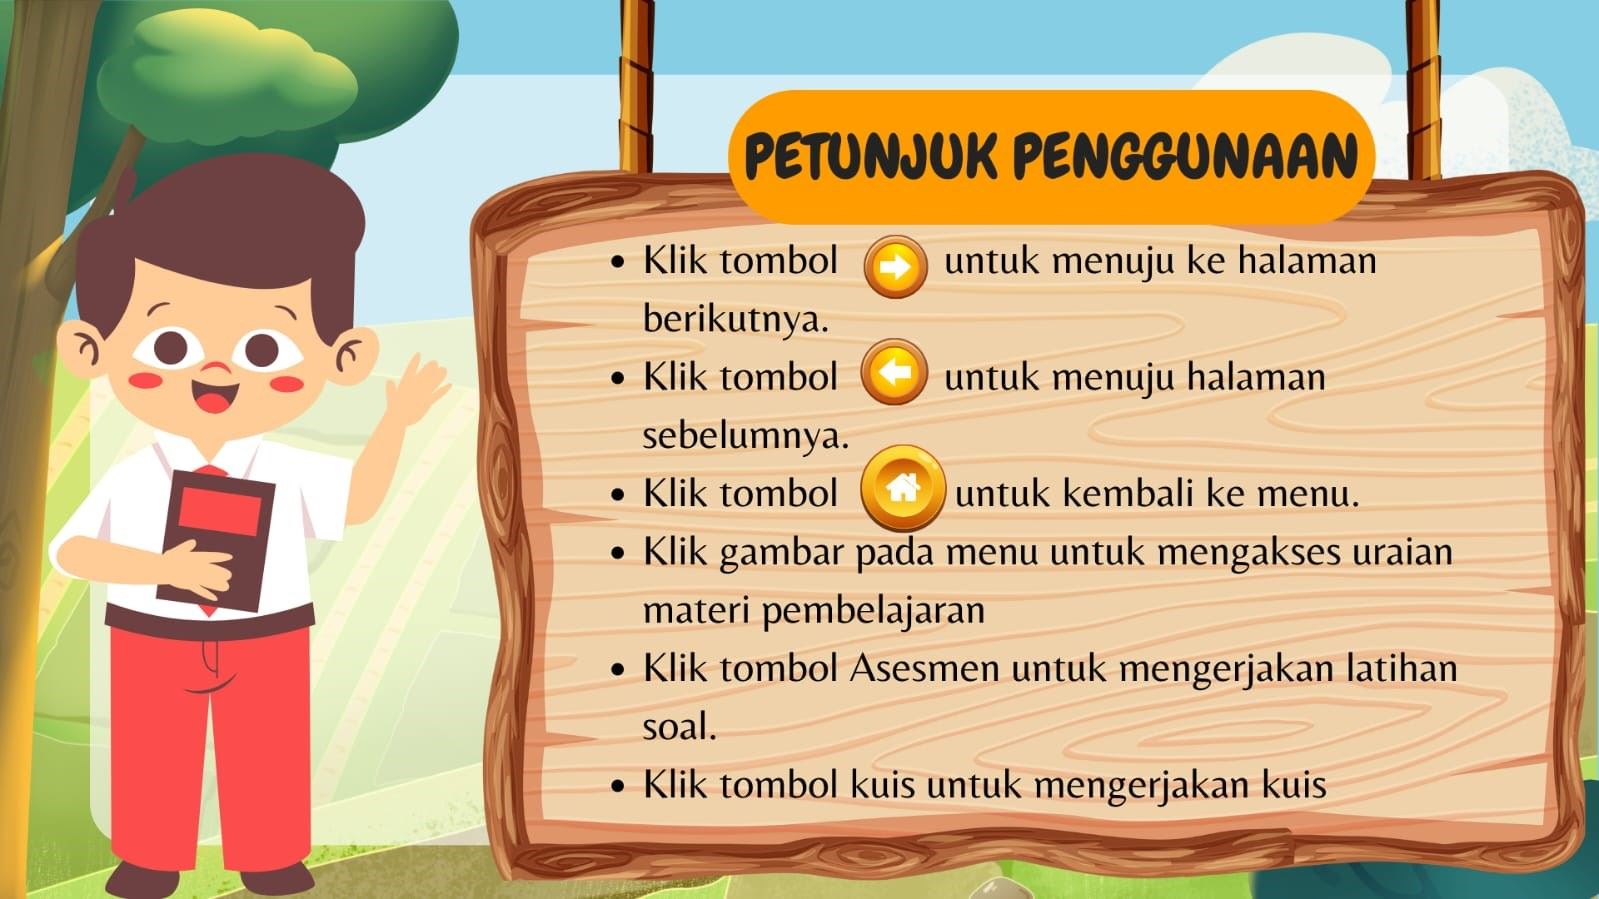 PETUNJUK PENGGUNAAN
• Klik tombol untuk menuju ke halaman
berikutnya.
• Klik tombol untuk menuju halaman
sebelumnya.
• Klik tombol untuk kembali ke menu.
• Klik gambar pada menu untuk mengakses uraian
materi pembelajaran
• Klik tombol Asesmen untuk mengerjakan latihan
soal.
• Klik tombol kuis untuk mengerjakan kuis